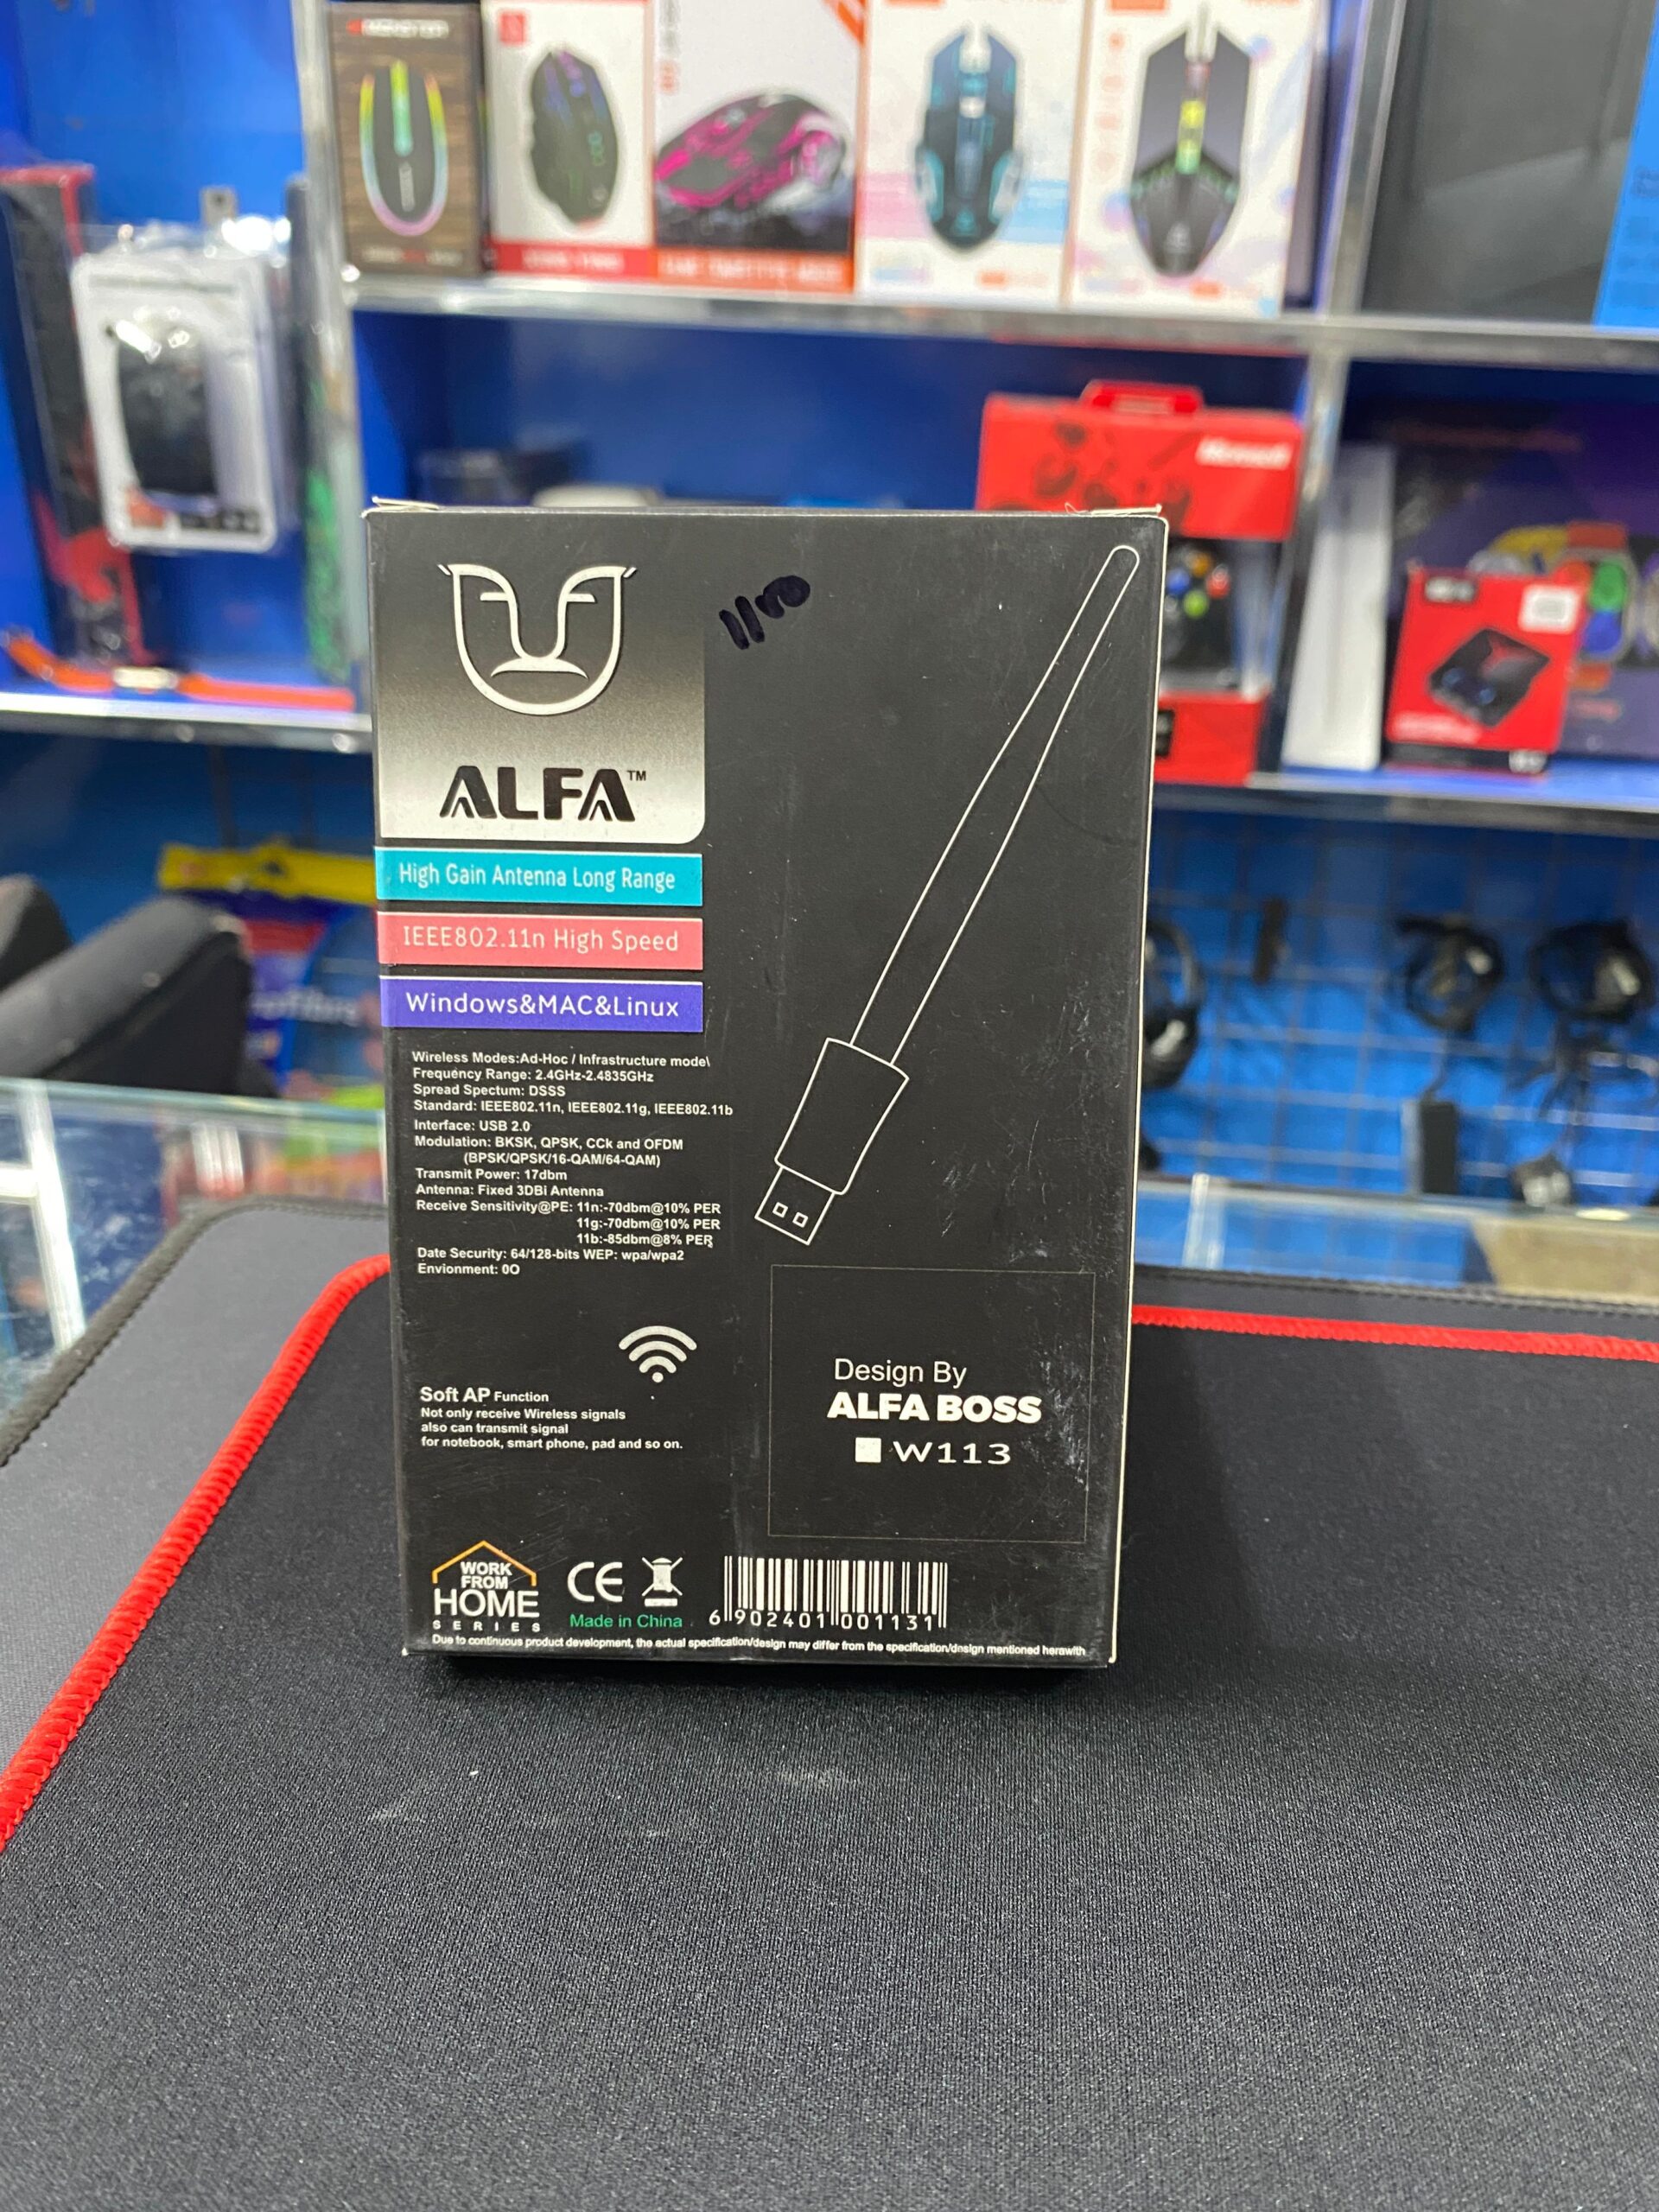 ALFA™
High Gain Antenna Long Range
IEEE802.11n High Speed
Windows&MAC&Linux
Wireless Modes:Ad-Hoc / Infrastructure mode\
Frequency Range: 2.4GHz-2.4835GHz
Spread Spectum: DSSS
Standard: IEEE802.11n, IEEE802.11g, IEEE802.11b
Interface: USB 2.0
Modulation: BKSK, QPSK, CCk and OFDM
(BPSK/QPSK/16-QAM/64-QAM)
Transmit Power: 17dbm
Antenna: Fixed 3DBi Antenna
Receive Sensitivity@PE: 11n:-70dbm@10% PER
11g:-70dbm@10% PER
11b:-85dbm@8% PER
Date Security: 64/128-bits WEP: wpa/wpa2
Envionment: 0O
Soft AP Function
Not only receive Wireless signals
also can transmit signal
for notebook, smart phone, pad and so on.
Design By
ALFA BOSS
W113
WORK
FROM
HOME
SERIES
CE
Made in China
6 902401 001131
Due to continuous product development, the actual specification/design may differ from the specification/dnsign mentioned herawith